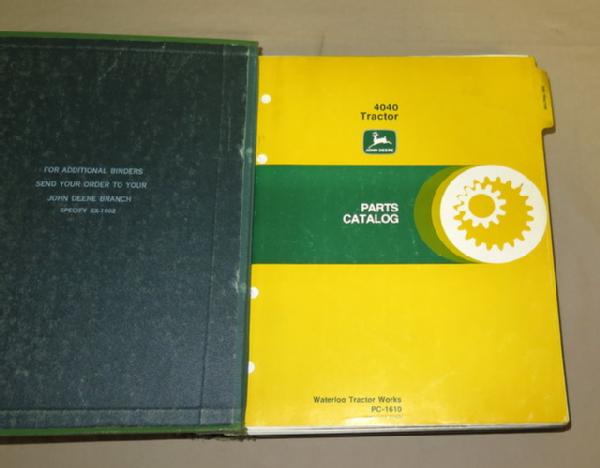 FOR ADDITIONAL BINDERS
SEND YOUR ORDER TO YOUR
JOHN DEERE BRANCH
4040
Tractor
JOHN DEERE
PARTS
CATALOG
Waterloo Tractor Works
PC-1610